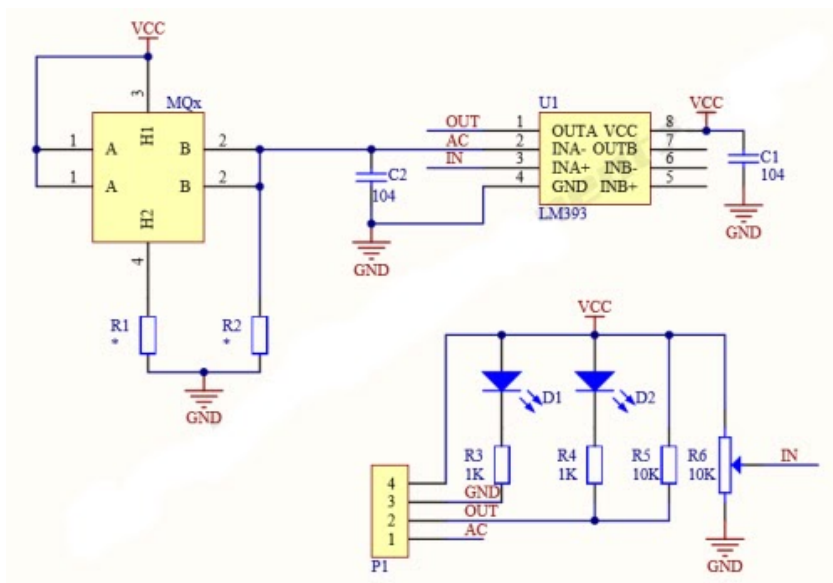 VCC
3
MQx
1 A H1 B 2
1 A B 2
H2
4
R1
*
R2
*
GND
C2
104
GND
U1
OUT 1 OUTA VCC 8
AC 2 INA- OUTB 7
IN 3 INA+ INB- 6
4 GND INB+ 5
LM393
VCC
C1
104
GND
VCC
D1
D2
R3
1K
R4
1K
R5
10K
R6
10K
IN
GND
4
3 GND
2 OUT
1 AC
P1